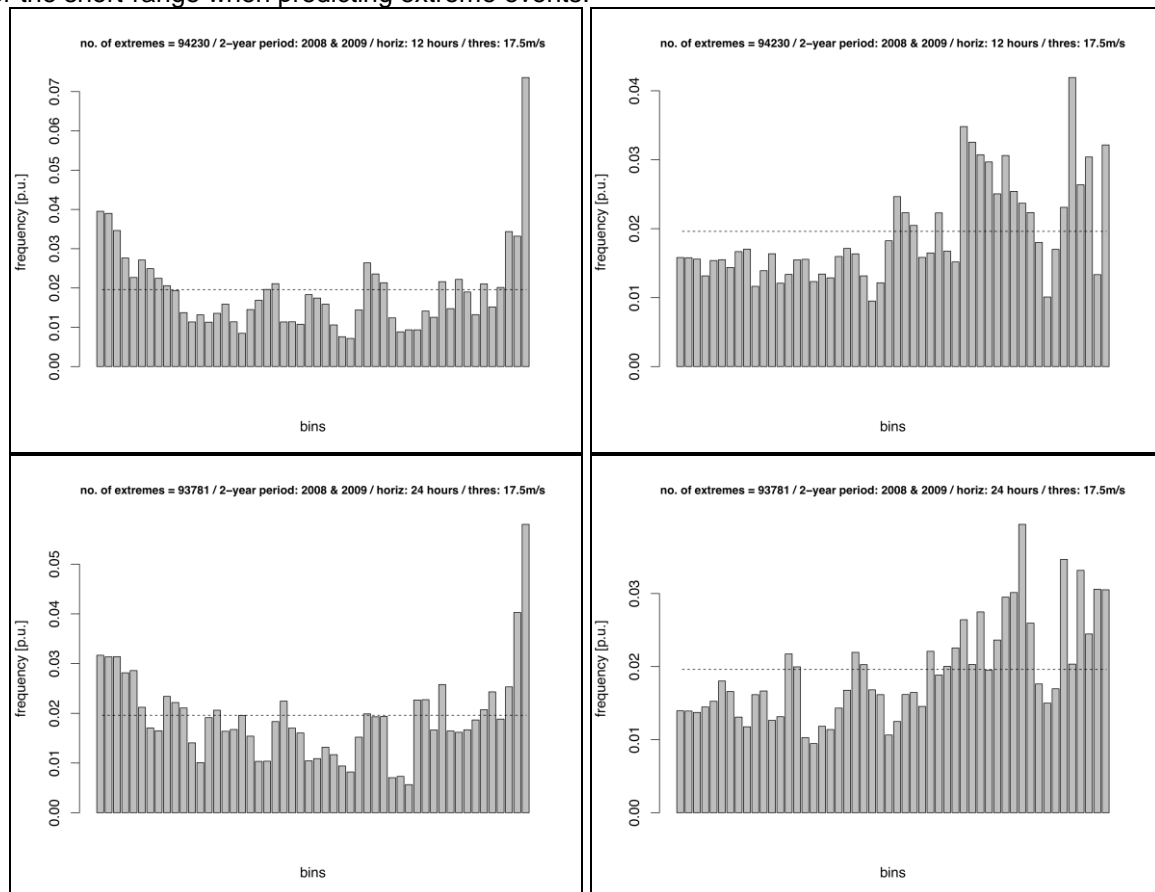 the short-range when predicting extreme events.
no. of extremes = 94230 / 2−year period: 2008 & 2009 / horiz: 12 hours / thres: 17.5m/s
frequency [p.u.]
0.00 0.01 0.02 0.03 0.04 0.05 0.06 0.07
bins
no. of extremes = 94230 / 2−year period: 2008 & 2009 / horiz: 12 hours / thres: 17.5m/s
frequency [p.u.]
0.00 0.01 0.02 0.03 0.04
bins
no. of extremes = 93781 / 2−year period: 2008 & 2009 / horiz: 24 hours / thres: 17.5m/s
frequency [p.u.]
0.00 0.01 0.02 0.03 0.04 0.05
bins
no. of extremes = 93781 / 2−year period: 2008 & 2009 / horiz: 24 hours / thres: 17.5m/s
frequency [p.u.]
0.00 0.01 0.02 0.03
bins